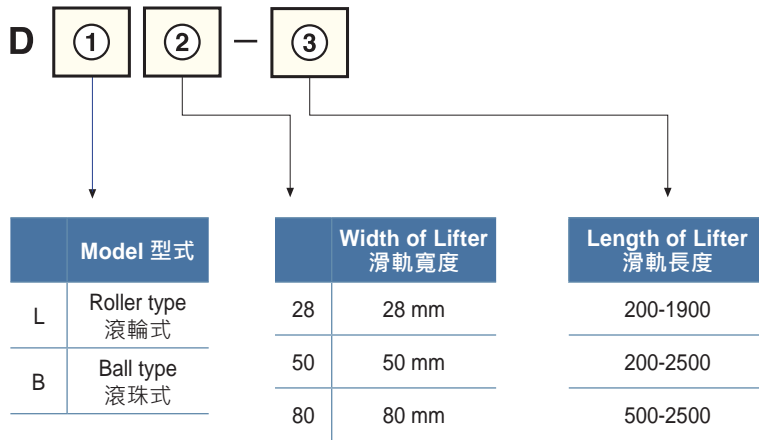 D ① ② — ③
Model 型式
L Roller type
滾輪式
B Ball type
滾珠式
Width of Lifter
滑軌寬度
28 28 mm
50 50 mm
80 80 mm
Length of Lifter
滑軌長度
200-1900
200-2500
500-2500